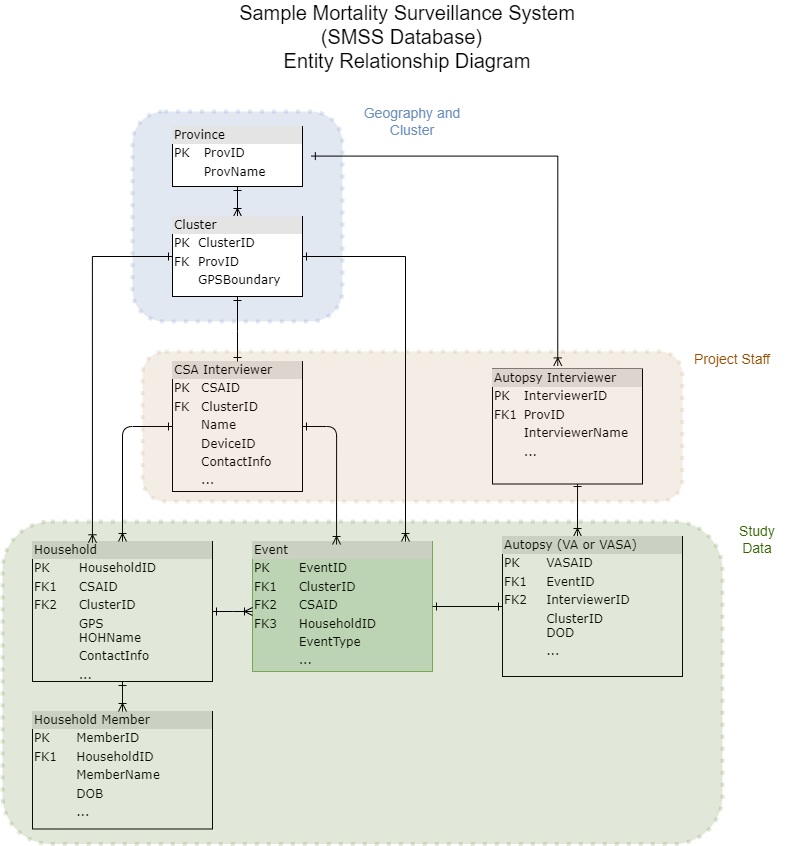 Sample Mortality Surveillance System
(SMSS Database)
Entity Relationship Diagram
Geography and
Cluster
Province
PK ProvID
ProvName
Cluster
PK ClusterID
FK ProvID
GPSBoundary
Project Staff
CSA Interviewer
PK CSAID
FK ClusterID
Name
DeviceID
ContactInfo
...
Autopsy Interviewer
PK InterviewerID
FK1 ProvID
InterviewerName
...
Study
Data
Household
PK HouseholdID
FK1 CSAID
FK2 ClusterID
GPS
HOHName
ContactInfo
...
Event
PK EventID
FK1 ClusterID
FK2 CSAID
FK3 HouseholdID
EventType
...
Autopsy (VA or VASA)
PK VASAID
FK1 EventID
FK2 InterviewerID
ClusterID
DOD
...
Household Member
PK MemberID
FK1 HouseholdID
MemberName
DOB
...